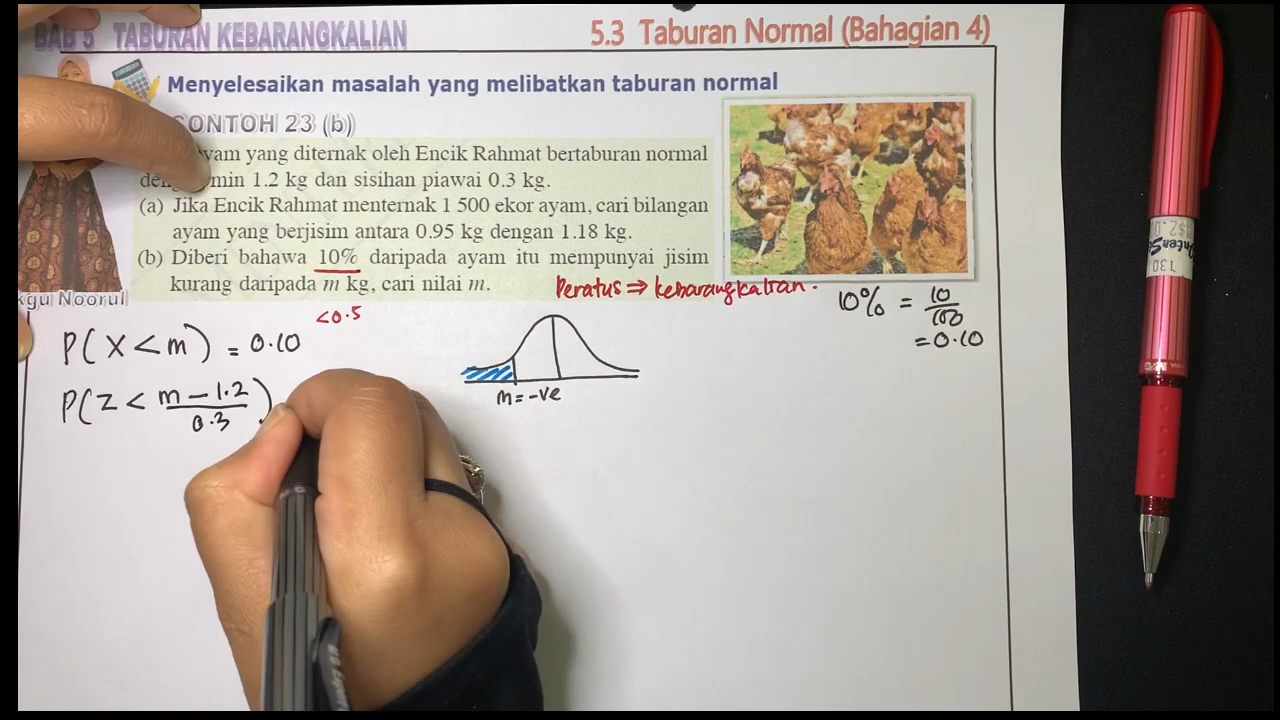 BAB 5 TABURAN KEBARANGKALIAN
5.3 Taburan Normal (Bahagian 4)
Menyelesaikan masalah yang melibatkan taburan normal
CONTOH 23 (b)
ayam yang diternak oleh Encik Rahmat bertaburan normal
min 1.2 kg dan sisihan piawai 0.3 kg.
(a) Jika Encik Rahmat menternak 1 500 ekor ayam, cari bilangan
ayam yang berjisim antara 0.95 kg dengan 1.18 kg.
(b) Diberi bahawa 10% daripada ayam itu mempunyai jisim
kurang daripada m kg, cari nilai m.
Peratus ⇒ kebarangkalian.
<0.5
10% = 10/100
= 0.10
P(X < m) = 0.10
P(Z < m - 1.2 / 0.3)
m = -ve
Noorul